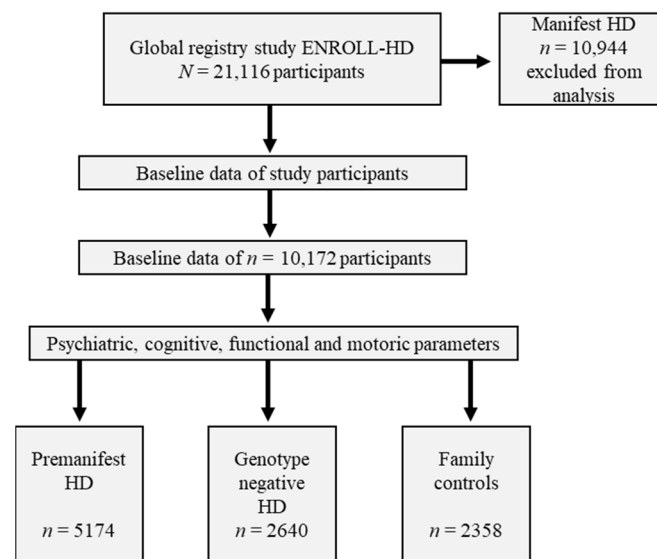 Global registry study ENROLL-HD
N = 21,116 participants
Manifest HD
n = 10,944
excluded from
analysis
Baseline data of study participants
Baseline data of n = 10,172 participants
Psychiatric, cognitive, functional and motoric parameters
Premanifest
HD
n = 5174
Genotype
negative
HD
n = 2640
Family
controls
n = 2358